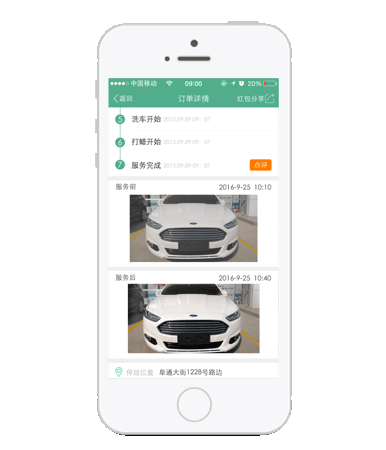 中国移动 09:00 20%
返回 订单详情 红包分享
5 洗车开始 2015.09.09 09:07
6 打蜡开始 2015.09.09 09:07
7 服务完成 2015.09.09 09:07 点评
服务前 2016-9-25 10:10
服务后 2016-9-25 10:40
停放位置 阜通大街1228号路边